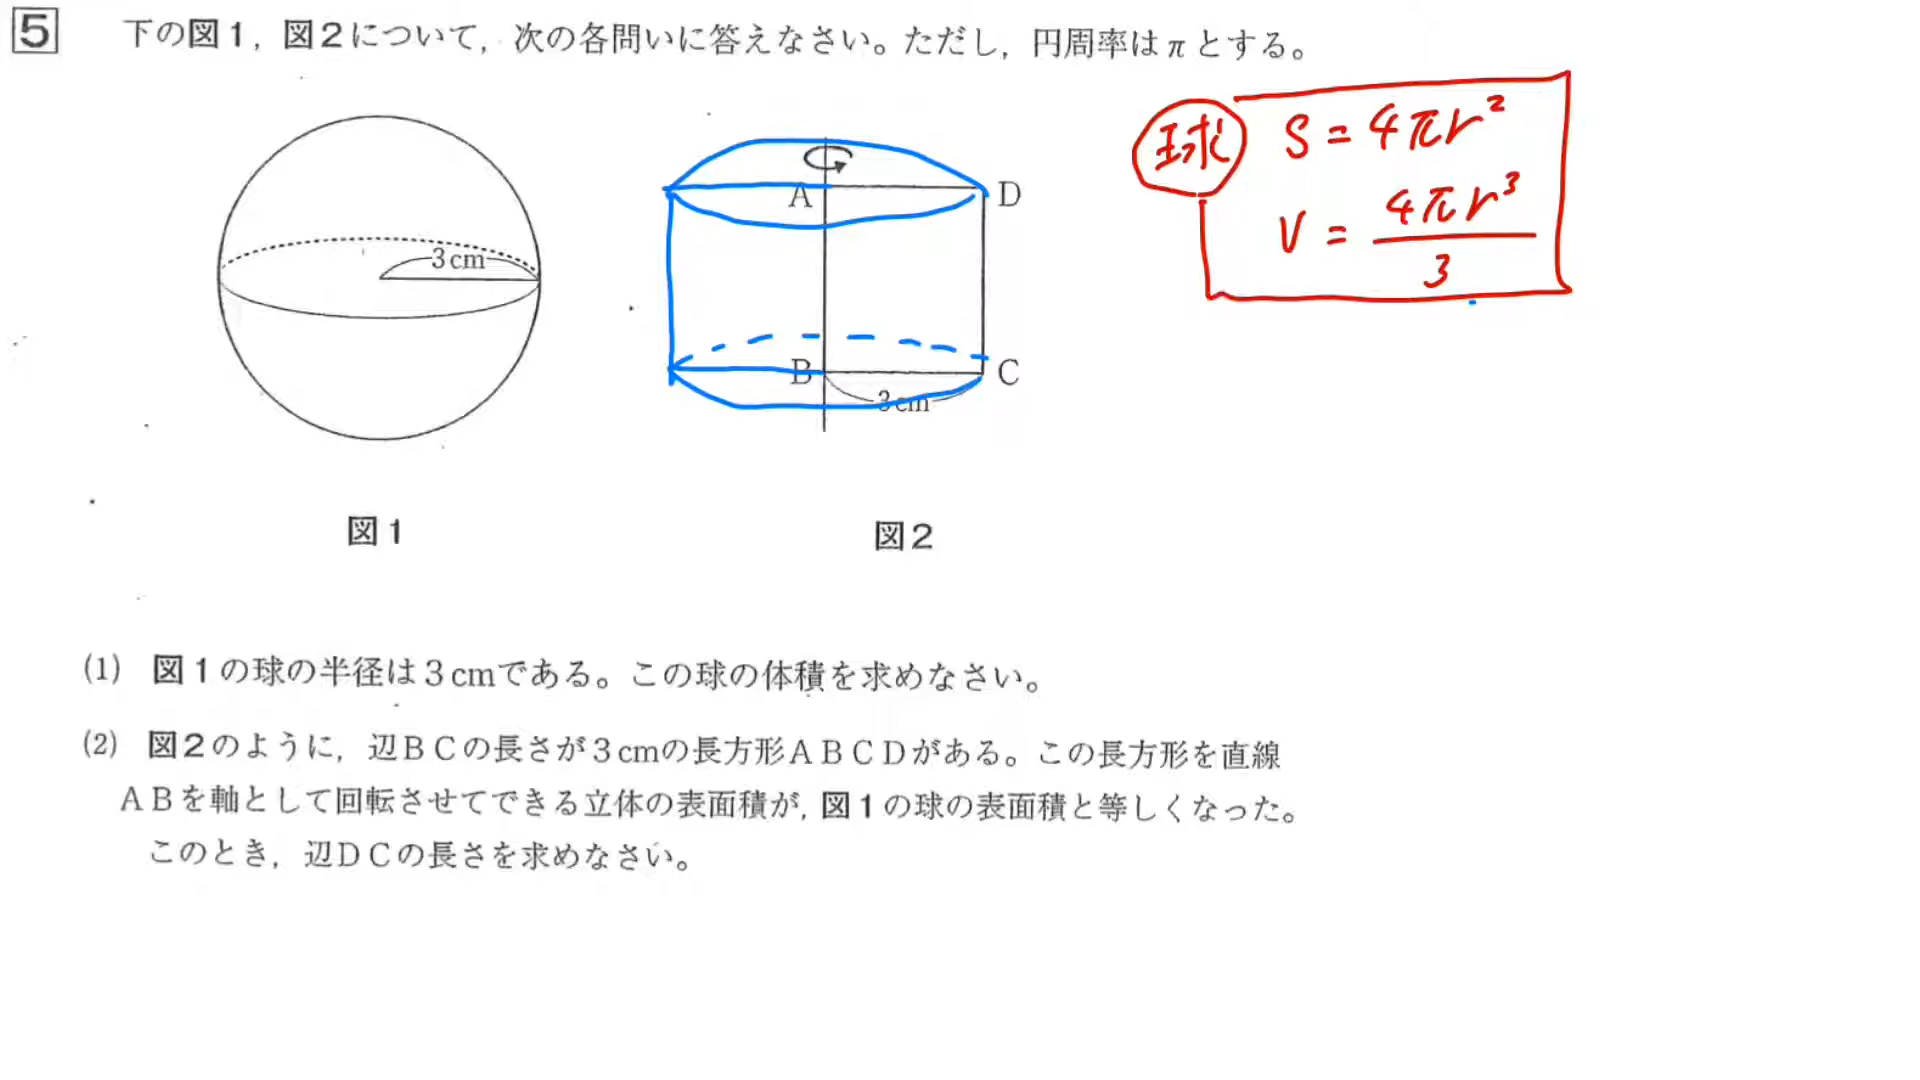 5 下の図1，図2について，次の各問いに答えなさい。ただし，円周率はπとする。
3cm
A
D
B
C
3cm
球
S = 4πr²
V = 4πr³/3
図1
図2
(1) 図1の球の半径は3cmである。この球の体積を求めなさい。
(2) 図2のように，辺BCの長さが3cmの長方形ABCDがある。この長方形を直線
ABを軸として回転させてできる立体の表面積が，図1の球の表面積と等しくなった。
このとき，辺DCの長さを求めなさい。